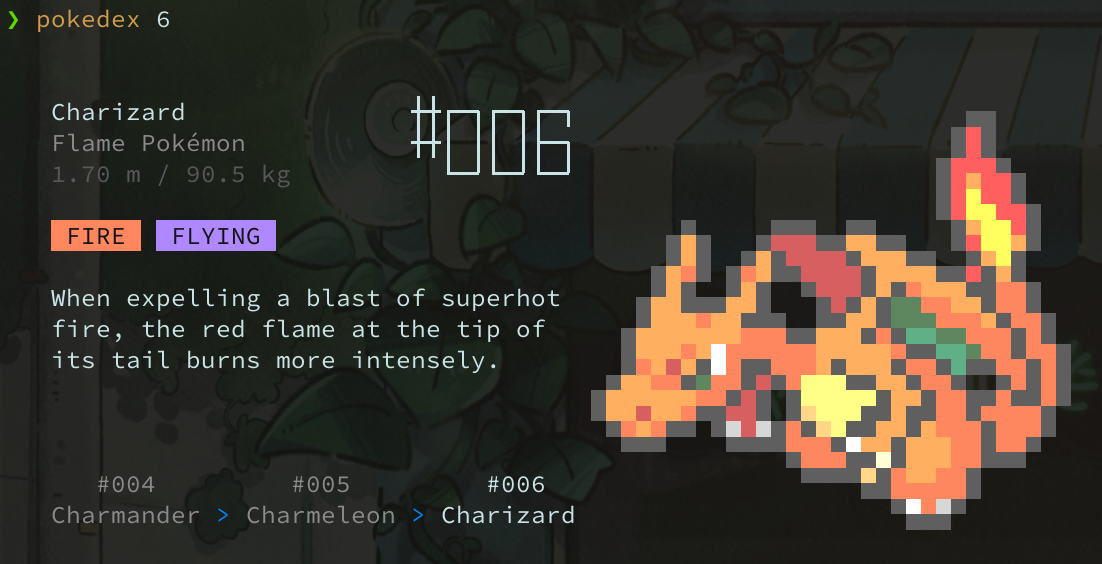 ❯ pokedex 6
Charizard
#006
Flame Pokémon
1.70 m / 90.5 kg
FIRE FLYING
When expelling a blast of superhot
fire, the red flame at the tip of
its tail burns more intensely.
#004 #005 #006
Charmander > Charmeleon > Charizard